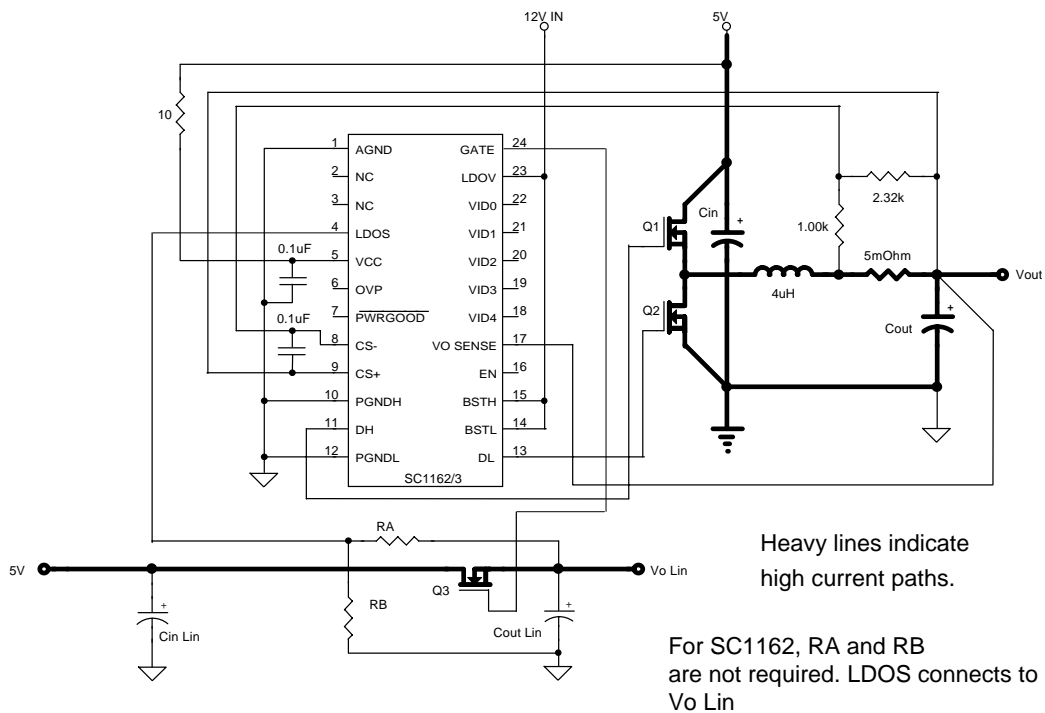 12V IN
5V
10
1 AGND GATE 24
2 NC LDOV 23
3 NC VID0 22
4 LDOS VID1 21
5 VCC VID2 20
6 OVP VID3 19
7 PWRGOOD VID4 18
8 CS- VO SENSE 17
9 CS+ EN 16
10 PGNDH BSTH 15
11 DH BSTL 14
12 PGNDL DL 13
SC1162/3
0.1uF
0.1uF
Q1
Cin
+
2.32k
1.00k
5mOhm
Vout
4uH
Q2
+
Cout
RA
5V
Vo Lin
Q3
RB
+
Cin Lin
+
Cout Lin
Heavy lines indicate
high current paths.
For SC1162, RA and RB
are not required. LDOS connects to
Vo Lin